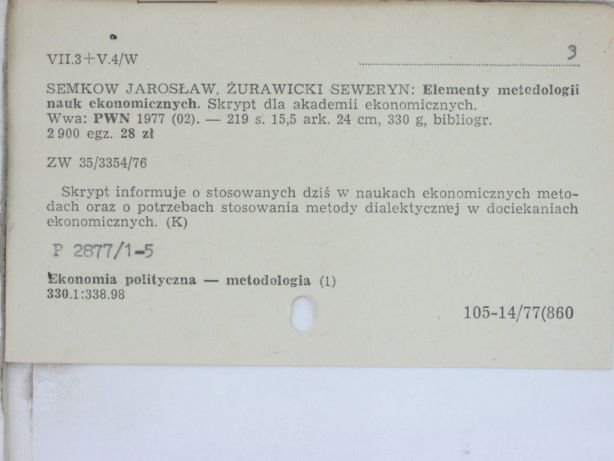 VII.3+V.4/W
3
SEMKOW JAROSŁAW, ŻURAWICKI SEWERYN: Elementy metodologii
nauk ekonomicznych. Skrypt dla akademii ekonomicznych.
Wwa: PWN 1977 (02). — 219 s. 15,5 ark. 24 cm, 330 g, bibliogr.
2 900 egz. 28 zł
ZW 35/3354/76
Skrypt informuje o stosowanych dziś w naukach ekonomicznych meto-
dach oraz o potrzebach stosowania metody dialektycznej w dociekaniach
ekonomicznych. (K)
P 2877/1-5
Ekonomia polityczna — metodologia (1)
330.1:338.98
105-14/77(860